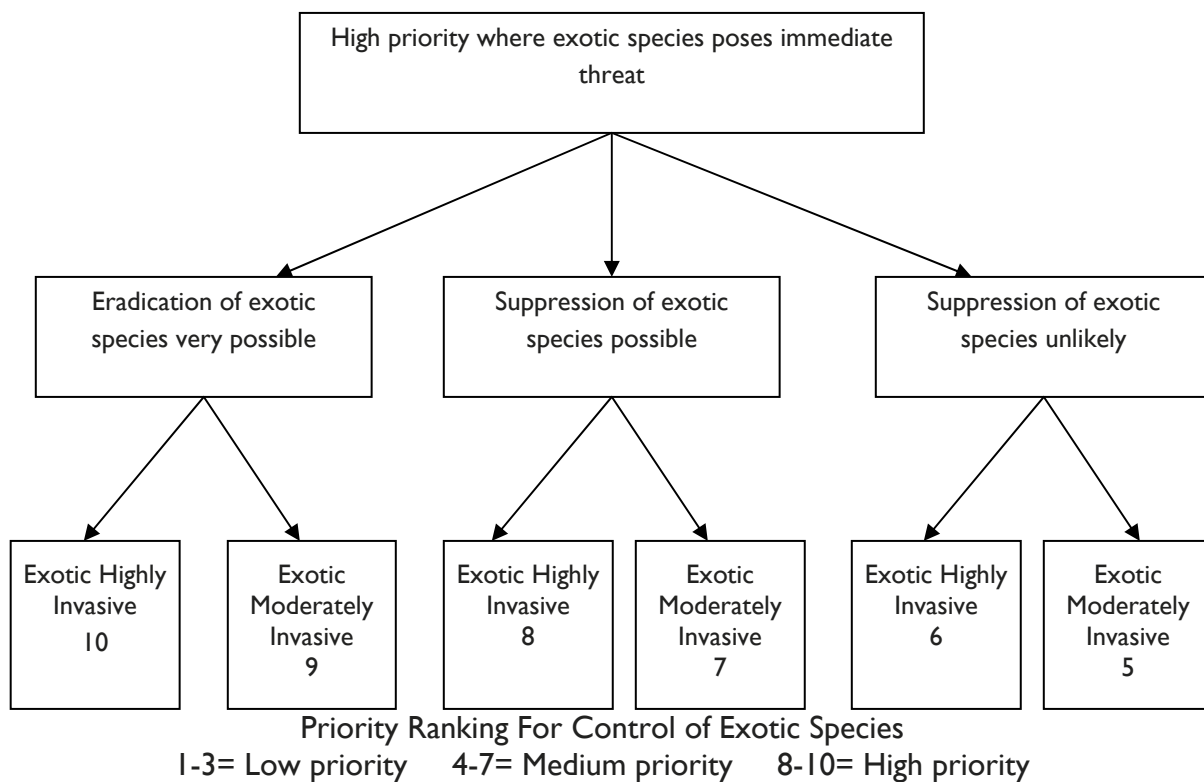 High priority where exotic species poses immediate
threat
Eradication of exotic
species very possible
Suppression of exotic
species possible
Suppression of exotic
species unlikely
Exotic Highly
Invasive
10
Exotic
Moderately
Invasive
9
Exotic Highly
Invasive
8
Exotic
Moderately
Invasive
7
Exotic Highly
Invasive
6
Exotic
Moderately
Invasive
5
Priority Ranking For Control of Exotic Species
1-3= Low priority 4-7= Medium priority 8-10= High priority